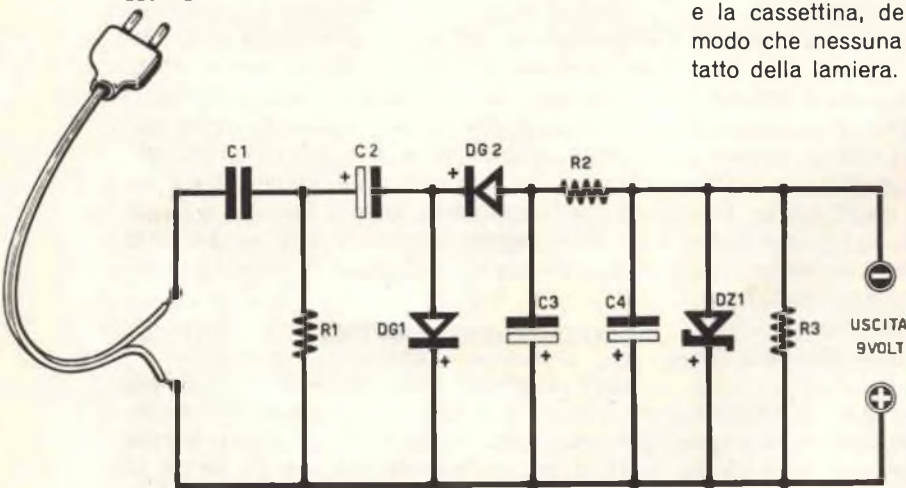 e la cassettina, de
modo che nessuna
tatto della lamiera.
C1
C2
+
DG2
+
R2
R1
DG1
+
C3
+
C4
+
DZ1
+
R3
−
USCITA
9VOLT
+